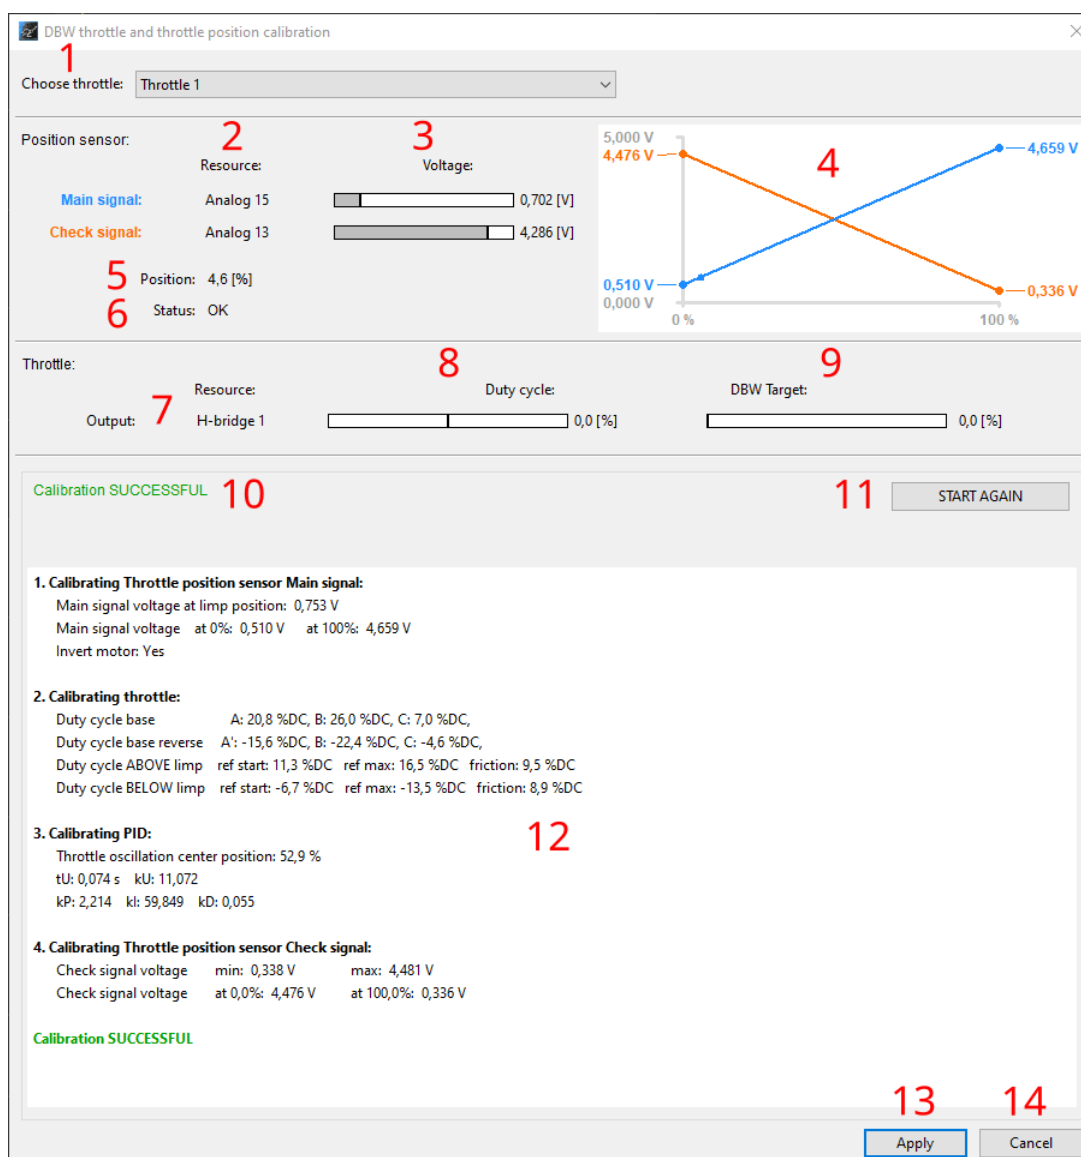 DBW throttle and throttle position calibration
1
Choose throttle: Throttle 1
Position sensor: 2 3
Resource: Voltage:
Main signal: Analog 15 0,702 [V]
Check signal: Analog 13 4,286 [V]
5 Position: 4,6 [%]
6 Status: OK
5,000 V
4,476 V 4 4,659 V
0,510 V 0,336 V
0,000 V
0 % 100 %
Throttle: 8 9
Resource: Duty cycle: DBW Target:
7 Output: H-bridge 1 0,0 [%] 0,0 [%]
Calibration SUCCESSFUL 10 11 START AGAIN
1. Calibrating Throttle position sensor Main signal:
Main signal voltage at limp position: 0,753 V
Main signal voltage at 0%: 0,510 V at 100%: 4,659 V
Invert motor: Yes
2. Calibrating throttle:
Duty cycle base A: 20,8 %DC, B: 26,0 %DC, C: 7,0 %DC,
Duty cycle base reverse A': -15,6 %DC, B: -22,4 %DC, C: -4,6 %DC,
Duty cycle ABOVE limp ref start: 11,3 %DC ref max: 16,5 %DC friction: 9,5 %DC
Duty cycle BELOW limp ref start: -6,7 %DC ref max: -13,5 %DC friction: 8,9 %DC
3. Calibrating PID:
12
Throttle oscillation center position: 52,9 %
tU: 0,074 s kU: 11,072
kP: 2,214 kI: 59,849 kD: 0,055
4. Calibrating Throttle position sensor Check signal:
Check signal voltage min: 0,338 V max: 4,481 V
Check signal voltage at 0,0%: 4,476 V at 100,0%: 0,336 V
Calibration SUCCESSFUL
13 14
Apply Cancel